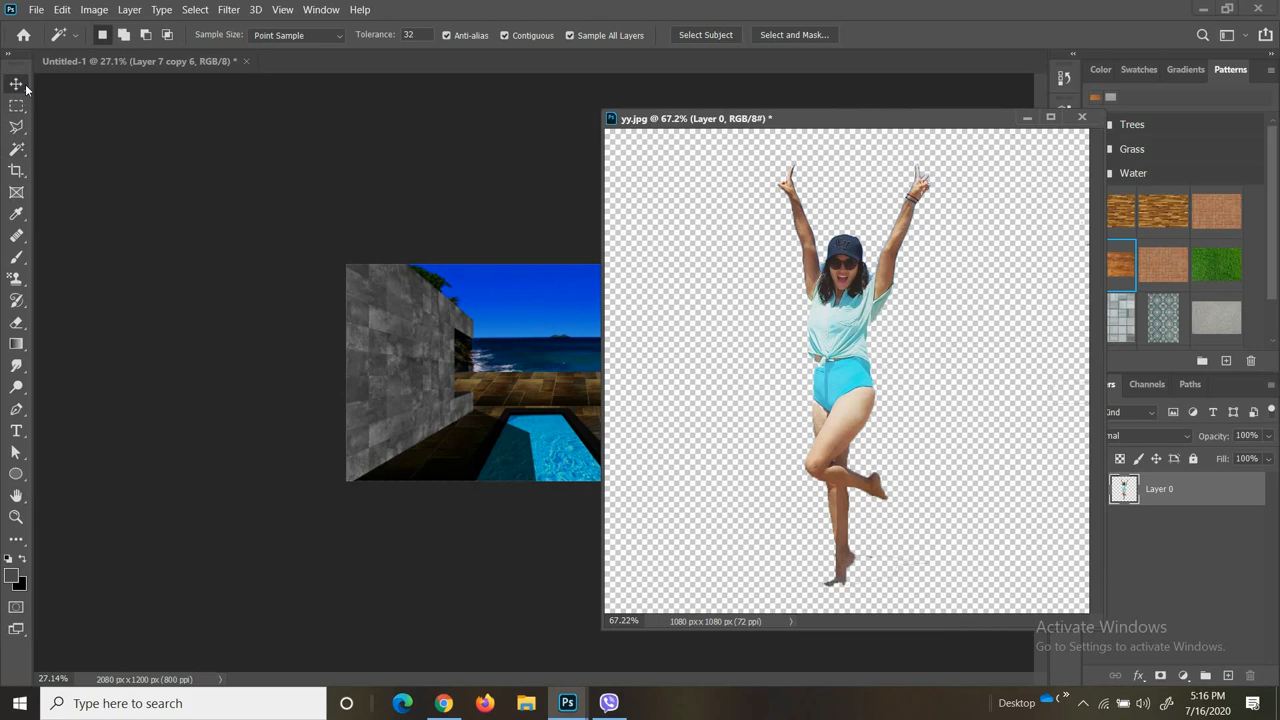 Ps File Edit Image Layer Type Select Filter 3D View Window Help
Sample Size: Point Sample Tolerance: 32 Anti-alias Contiguous Sample All Layers Select Subject Select and Mask...
Untitled-1 @ 27.1% (Layer 7 copy 6, RGB/8) *
Color Swatches Gradients Patterns
yy.jpg @ 67.2% (Layer 0, RGB/8#) *
Trees
Grass
Water
ers Channels Paths
ind
mal Opacity: 100%
Fill: 100%
Layer 0
67.22% 1080 px x 1080 px (72 ppi)
Activate Windows
Go to Settings to activate Windows.
27.14% 2080 px x 1200 px (800 ppi)
Type here to search Ps Desktop 5:16 PM
7/16/2020